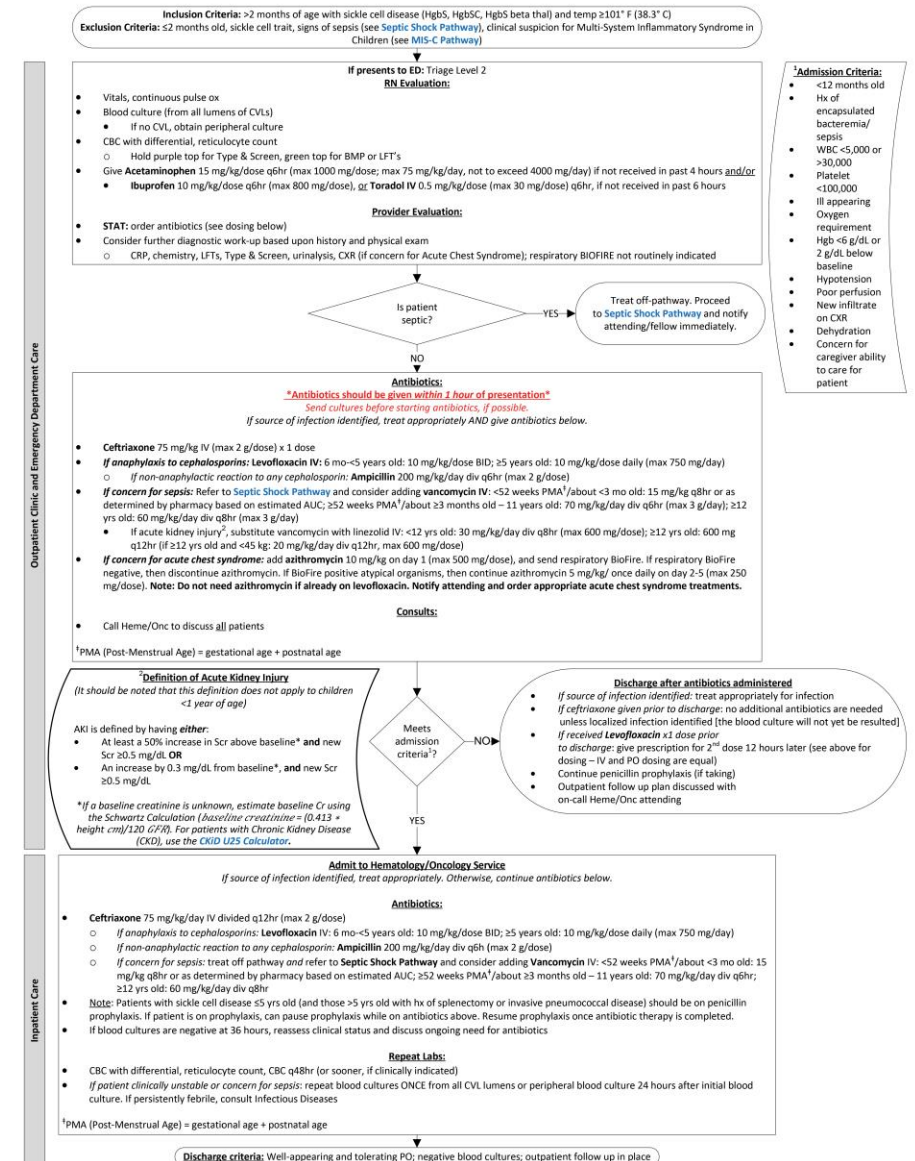 Inclusion Criteria: >2 months of age with sickle cell disease (HgbS, HgbSC, HgbS beta thal) and temp ≥101° F (38.3° C)
Exclusion Criteria: ≤2 months old, sickle cell trait, signs of sepsis (see Septic Shock Pathway), clinical suspicion for Multi-System Inflammatory Syndrome in
Children (see MIS-C Pathway)
Outpatient Clinic and Emergency Department Care
If presents to ED: Triage Level 2
RN Evaluation:
• Vitals, continuous pulse ox
• Blood culture (from all lumens of CVLs)
• If no CVL, obtain peripheral culture
• CBC with differential, reticulocyte count
o Hold purple top for Type & Screen, green top for BMP or LFT's
• Give Acetaminophen 15 mg/kg/dose q6hr (max 1000 mg/dose; max 75 mg/kg/day, not to exceed 4000 mg/day) if not received in past 4 hours and/or
• Ibuprofen 10 mg/kg/dose q6hr (max 800 mg/dose), or Toradol IV 0.5 mg/kg/dose (max 30 mg/dose) q6hr, if not received in past 6 hours
Provider Evaluation:
• STAT: order antibiotics (see dosing below)
• Consider further diagnostic work-up based upon history and physical exam
o CRP, chemistry, LFTs, Type & Screen, urinalysis, CXR (if concern for Acute Chest Syndrome); respiratory BIOFIRE not routinely indicated
¹Admission Criteria:
• <12 months old
• Hx of
encapsulated
bacteremia/
sepsis
• WBC <5,000 or
>30,000
• Platelet
<100,000
• Ill appearing
• Oxygen
requirement
• Hgb <6 g/dL or
2 g/dL below
baseline
• Hypotension
• Poor perfusion
• New infiltrate
on CXR
• Dehydration
• Concern for
caregiver ability
to care for
patient
Is patient
septic?
YES
Treat off-pathway. Proceed
to Septic Shock Pathway and notify
attending/fellow immediately.
NO
Antibiotics:
*Antibiotics should be given within 1 hour of presentation*
Send cultures before starting antibiotics, if possible.
If source of infection identified, treat appropriately AND give antibiotics below.
• Ceftriaxone 75 mg/kg IV (max 2 g/dose) x 1 dose
• If anaphylaxis to cephalosporins: Levofloxacin IV: 6 mo-<5 years old: 10 mg/kg/dose BID; ≥5 years old: 10 mg/kg/dose daily (max 750 mg/day)
o If non-anaphylactic reaction to any cephalosporin: Ampicillin 200 mg/kg/day div q6hr (max 2 g/dose)
• If concern for sepsis: Refer to Septic Shock Pathway and consider adding vancomycin IV: <52 weeks PMA‡/about <3 mo old: 15 mg/kg q8hr or as
determined by pharmacy based on estimated AUC; ≥52 weeks PMA‡/about ≥3 months old – 11 years old: 70 mg/kg/day div q6hr (max 3 g/day); ≥12
yrs old: 60 mg/kg/day div q8hr (max 3 g/day)
• If acute kidney injury², substitute vancomycin with linezolid IV: <12 yrs old: 30 mg/kg/day div q8hr (max 600 mg/dose); ≥12 yrs old: 600 mg
q12hr (if ≥12 yrs old and <45 kg: 20 mg/kg/day div q12hr, max 600 mg/dose)
• If concern for acute chest syndrome: add azithromycin 10 mg/kg on day 1 (max 500 mg/dose), and send respiratory BioFire. If respiratory BioFire
negative, then discontinue azithromycin. If BioFire positive atypical organisms, then continue azithromycin 5 mg/kg/ once daily on day 2-5 (max 250
mg/dose). Note: Do not need azithromycin if already on levofloxacin. Notify attending and order appropriate acute chest syndrome treatments.
Consults:
• Call Heme/Onc to discuss all patients
‡PMA (Post-Menstrual Age) = gestational age + postnatal age
²Definition of Acute Kidney Injury
(It should be noted that this definition does not apply to children
<1 year of age)
AKI is defined by having either:
• At least a 50% increase in Scr above baseline* and new
Scr ≥0.5 mg/dL OR
• An increase by 0.3 mg/dL from baseline*, and new Scr
≥0.5 mg/dL
*If a baseline creatinine is unknown, estimate baseline Cr using
the Schwartz Calculation (baseline creatinine = (0.413 *
height cm)/120 GFR). For patients with Chronic Kidney Disease
(CKD), use the CKiD U25 Calculator.
Meets
admission
criteria¹?
NO
YES
Discharge after antibiotics administered
• If source of infection identified: treat appropriately for infection
• If ceftriaxone given prior to discharge: no additional antibiotics are needed
unless localized infection identified [the blood culture will not yet be resulted]
• If received Levofloxacin x1 dose prior
to discharge: give prescription for 2nd dose 12 hours later (see above for
dosing – IV and PO dosing are equal)
• Continue penicillin prophylaxis (if taking)
• Outpatient follow up plan discussed with
on-call Heme/Onc attending
Inpatient Care
Admit to Hematology/Oncology Service
If source of infection identified, treat appropriately. Otherwise, continue antibiotics below.
Antibiotics:
• Ceftriaxone 75 mg/kg/day IV divided q12hr (max 2 g/dose)
o If anaphylaxis to cephalosporins: Levofloxacin IV: 6 mo-<5 years old: 10 mg/kg/dose BID; ≥5 years old: 10 mg/kg/dose daily (max 750 mg/day)
o If non-anaphylactic reaction to any cephalosporin: Ampicillin 200 mg/kg/day div q6h (max 2 g/dose)
o If concern for sepsis: treat off pathway and refer to Septic Shock Pathway and consider adding Vancomycin IV: <52 weeks PMA‡/about <3 mo old: 15
mg/kg q8hr or as determined by pharmacy based on estimated AUC; ≥52 weeks PMA‡/about ≥3 months old – 11 years old: 70 mg/kg/day div q6hr;
≥12 yrs old: 60 mg/kg/day div q8hr
• Note: Patients with sickle cell disease ≤5 yrs old (and those >5 yrs old with hx of splenectomy or invasive pneumococcal disease) should be on penicillin
prophylaxis. If patient is on prophylaxis, can pause prophylaxis while on antibiotics above. Resume prophylaxis once antibiotic therapy is completed.
• If blood cultures are negative at 36 hours, reassess clinical status and discuss ongoing need for antibiotics
Repeat Labs:
• CBC with differential, reticulocyte count, CBC q48hr (or sooner, if clinically indicated)
• If patient clinically unstable or concern for sepsis: repeat blood cultures ONCE from all CVL lumens or peripheral blood culture 24 hours after initial blood
culture. If persistently febrile, consult Infectious Diseases
‡PMA (Post-Menstrual Age) = gestational age + postnatal age
Discharge criteria: Well-appearing and tolerating PO; negative blood cultures; outpatient follow up in place